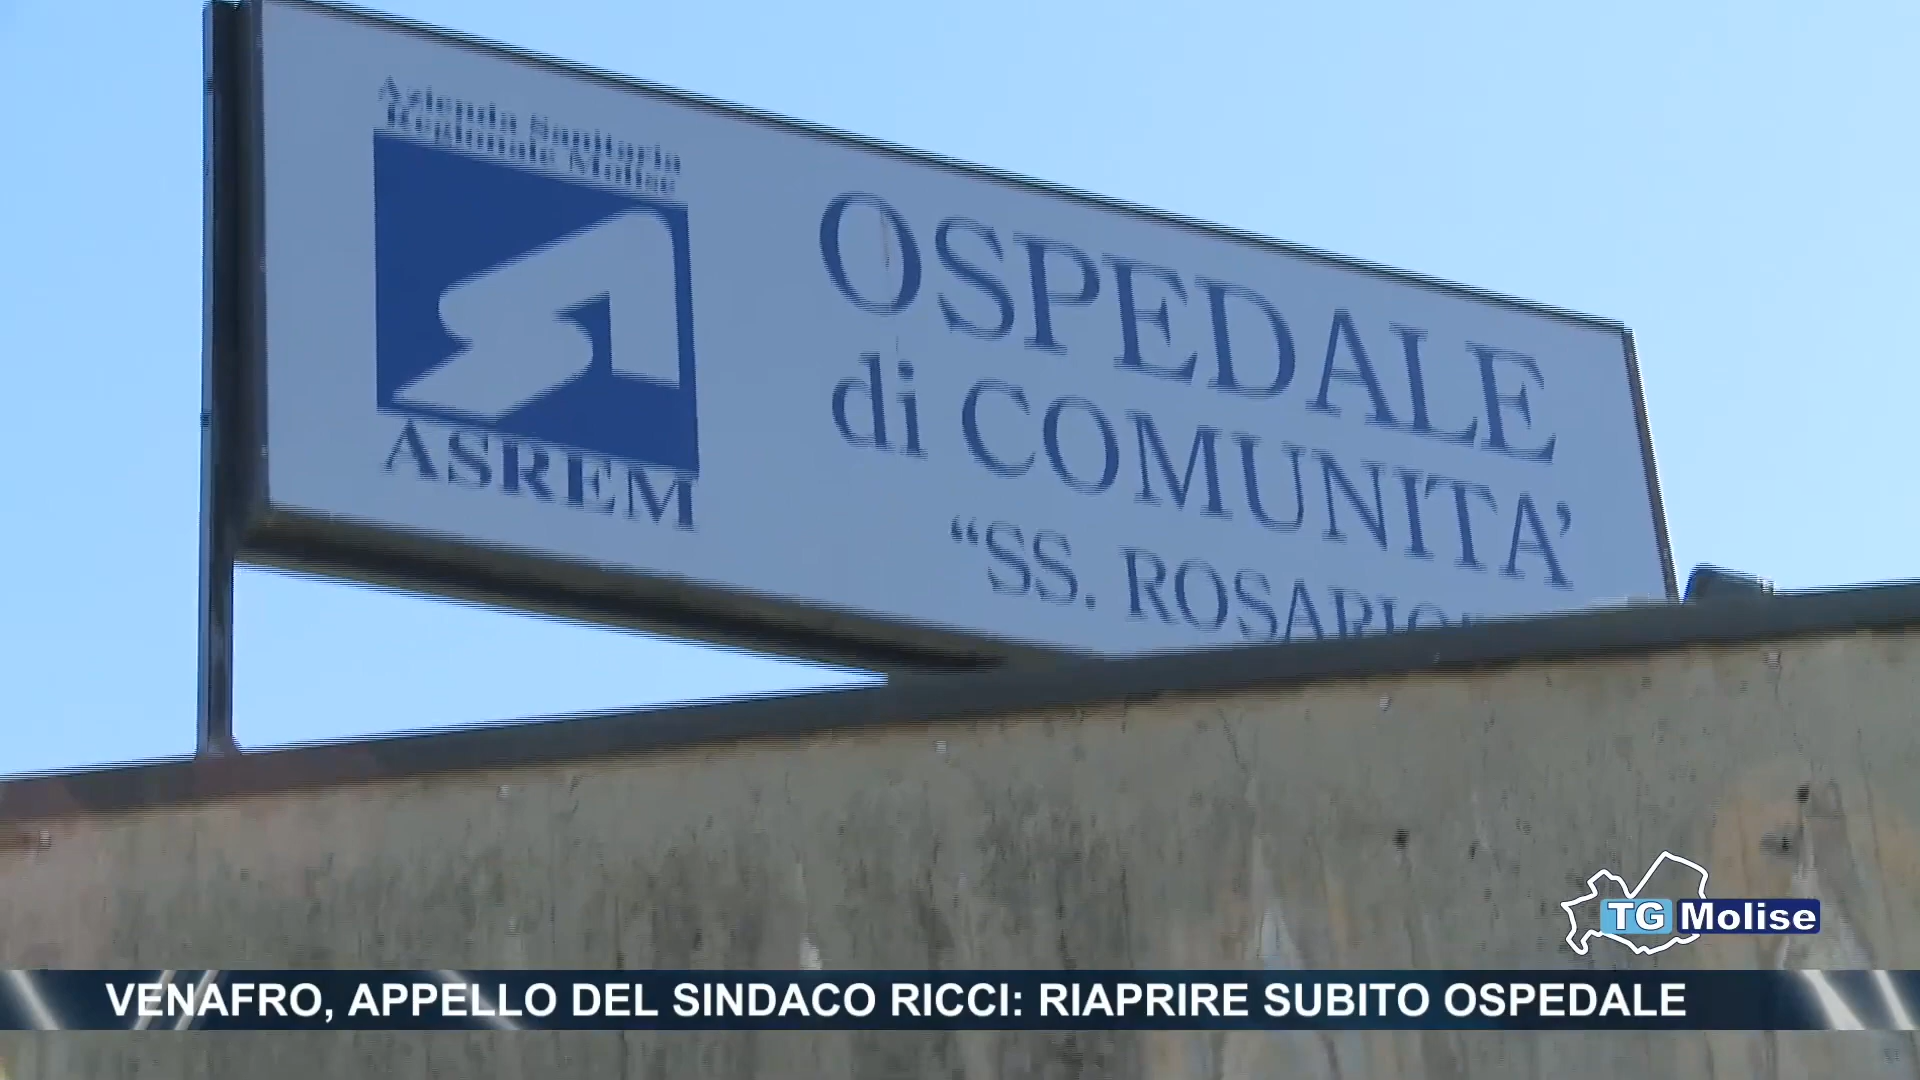 Azienda Sanitaria
Regionale Molise
ASREM
OSPEDALE
di COMUNITA’
“SS. ROSARIO”
TG Molise
VENAFRO, APPELLO DEL SINDACO RICCI: RIAPRIRE SUBITO OSPEDALE